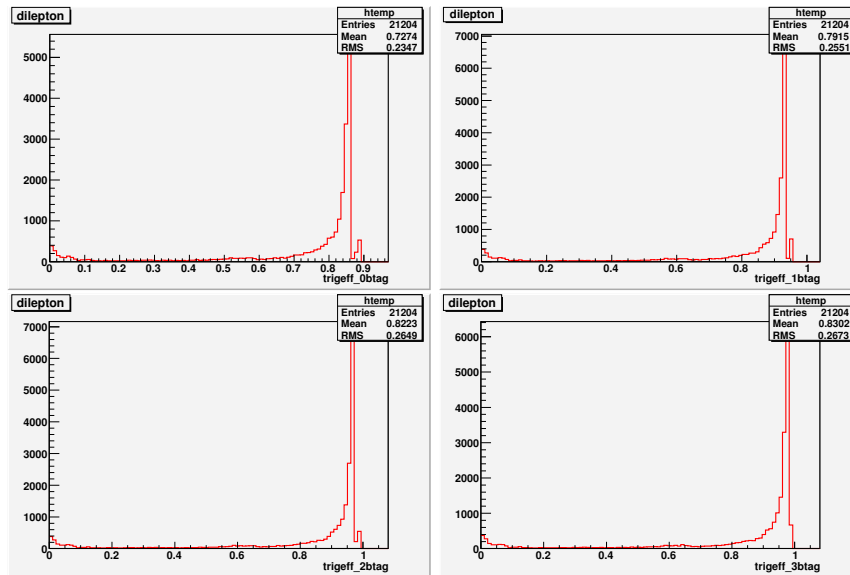 dilepton
htemp
Entries 21204
Mean 0.7274
RMS 0.2347
5000
4000
3000
2000
1000
0
0 0.1 0.2 0.3 0.4 0.5 0.6 0.7 0.8 0.9
trigeff_0btag
dilepton
htemp
Entries 21204
Mean 0.7915
RMS 0.2551
7000
6000
5000
4000
3000
2000
1000
0
0 0.2 0.4 0.6 0.8 1
trigeff_1btag
dilepton
htemp
Entries 21204
Mean 0.8223
RMS 0.2649
7000
6000
5000
4000
3000
2000
1000
0
0 0.2 0.4 0.6 0.8 1
trigeff_2btag
dilepton
htemp
Entries 21204
Mean 0.8302
RMS 0.2673
6000
5000
4000
3000
2000
1000
0
0 0.2 0.4 0.6 0.8 1
trigeff_3btag